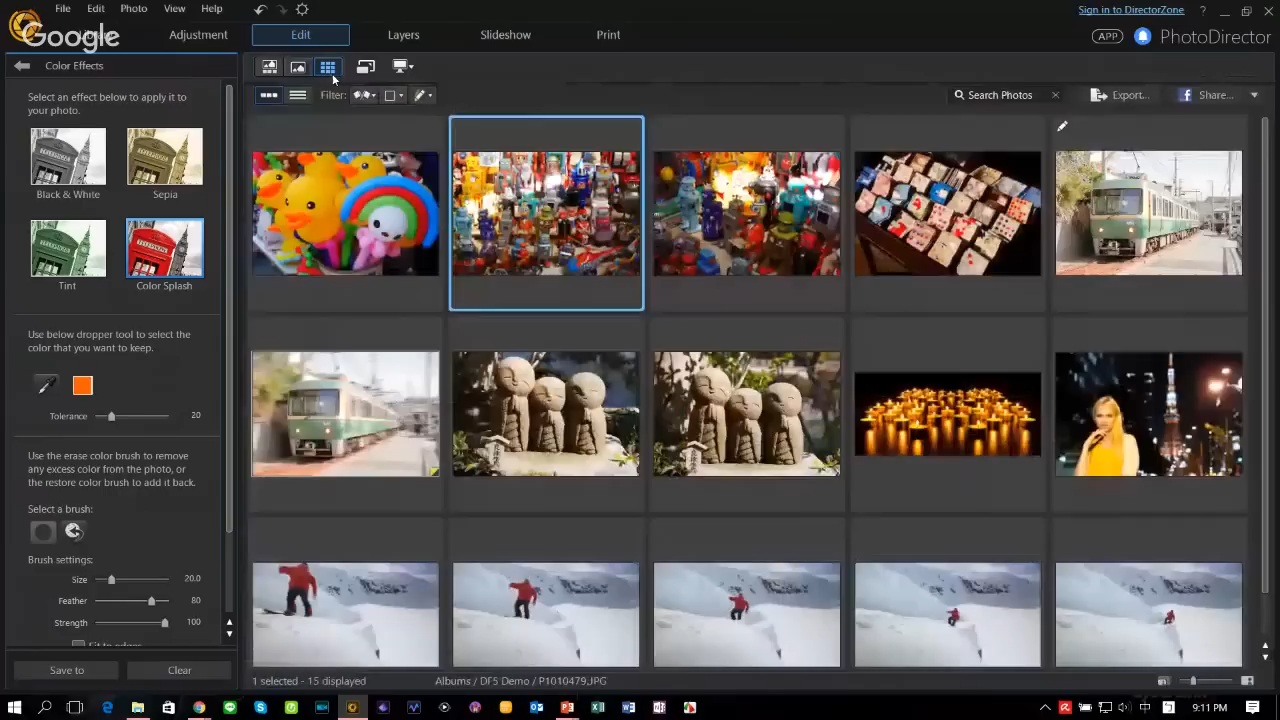 File Edit Photo View Help
Sign in to DirectorZone ?
Google
Adjustment Edit Layers Slideshow Print
APP PhotoDirector
Color Effects
Filter:
Search Photos Export... Share...
Select an effect below to apply it to
your photo.
Black & White Sepia
Tint Color Splash
Use below dropper tool to select the
color that you want to keep.
Tolerance 20
Use the erase color brush to remove
any excess color from the photo, or
the restore color brush to add it back.
Select a brush:
Brush settings:
Size 20.0
Feather 80
Strength 100
Fit to edges
Save to Clear
1 selected - 15 displayed Albums / DF5 Demo / P1010479.JPG
9:11 PM